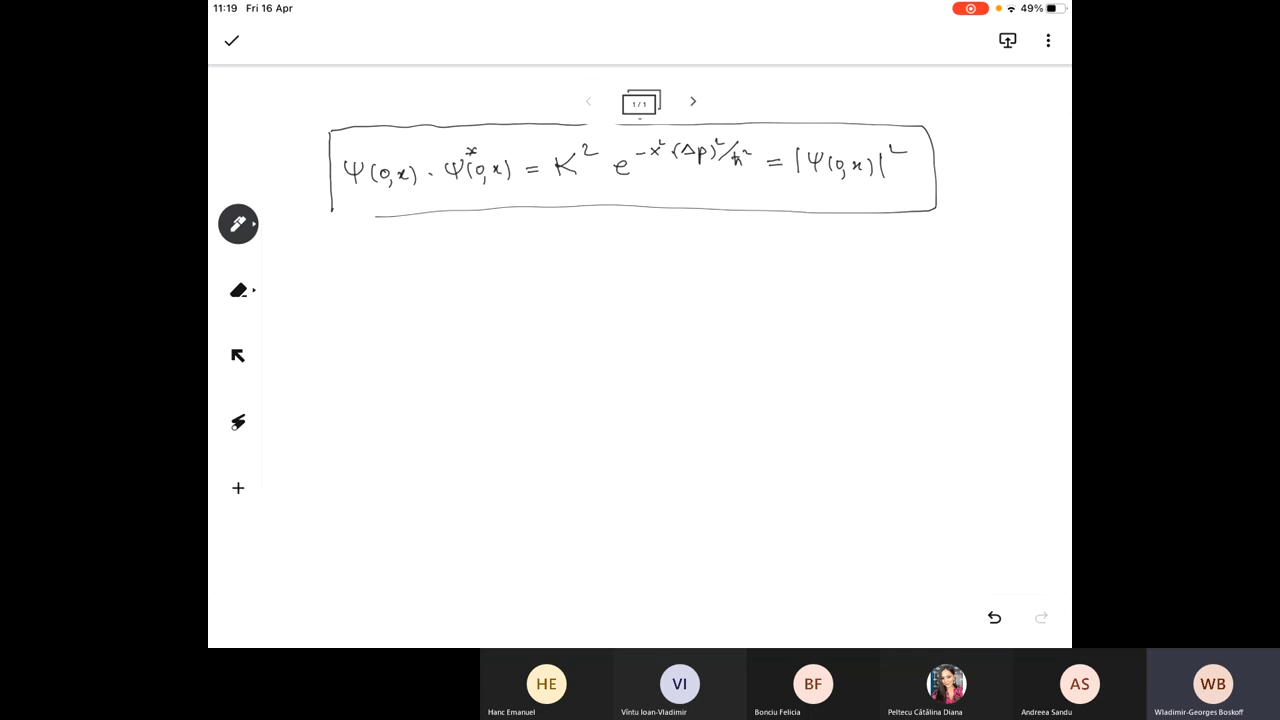 11:19 Fri 16 Apr 49%
1 / 1
Ψ(0,x) · Ψ*(0,x) = K² e^{-x²·(Δp)²/ħ²} = |Ψ(0,x)|²
HE VI BF AS WB
Hanc Emanuel Vîntu Ioan-Vladimir Bonciu Felicia Peltecu Cătălina Diana Andreea Sandu Wladimir-Georges Boskoff